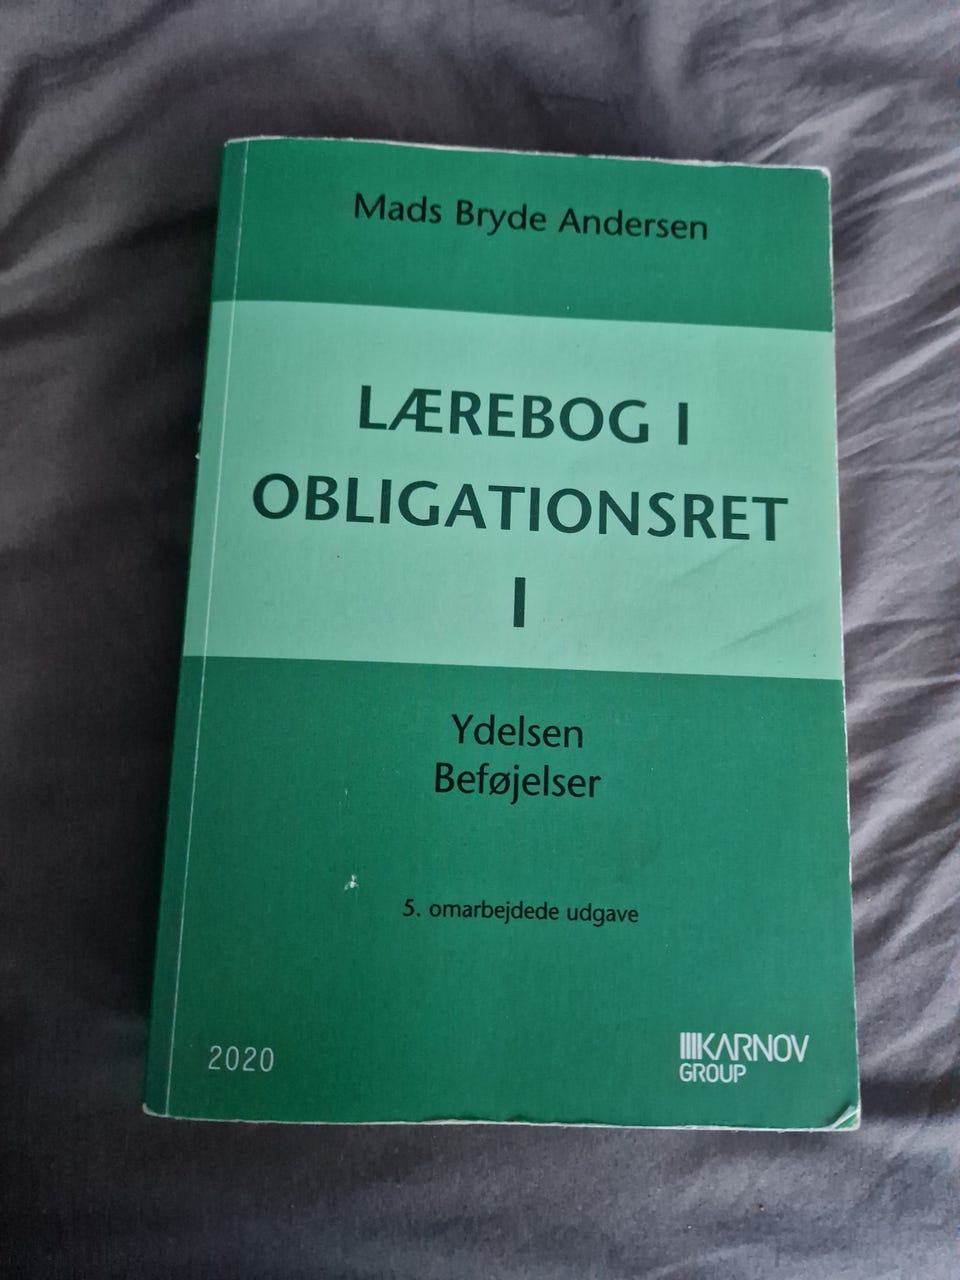 Mads Bryde Andersen
LÆREBOG I
OBLIGATIONSRET
I
Ydelsen
Beføjelser
5. omarbejdede udgave
2020
KARNOV
GROUP